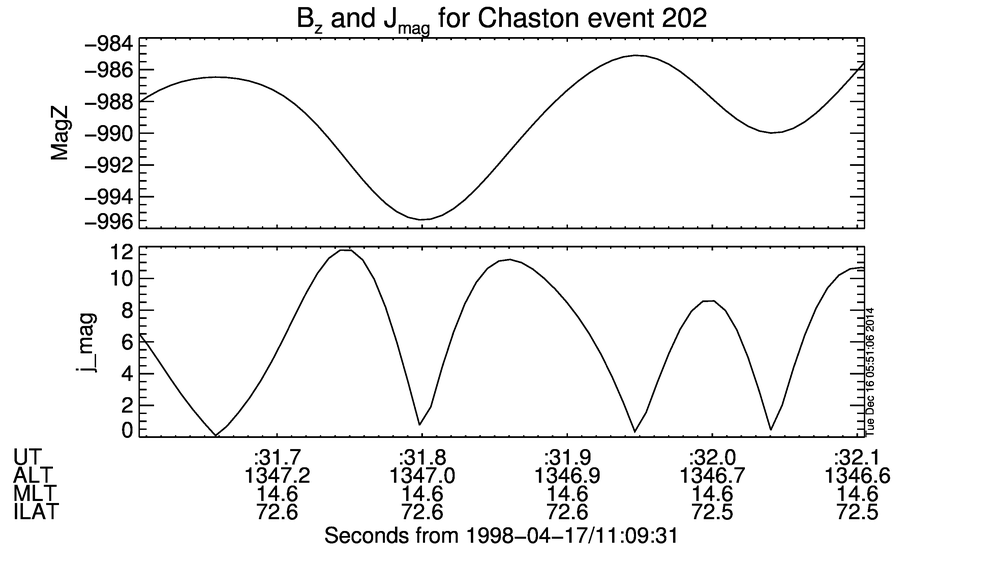 Bz and Jmag for Chaston event 202
−984
−986
−988
−990
−992
−994
−996
MagZ
12
10
8
6
4
2
0
j_mag
Tue Dec 16 05:51:06 2014
UT :31.7 :31.8 :31.9 :32.0 :32.1
ALT 1347.2 1347.0 1346.9 1346.7 1346.6
MLT 14.6 14.6 14.6 14.6 14.6
ILAT 72.6 72.6 72.6 72.5 72.5
Seconds from 1998−04−17/11:09:31